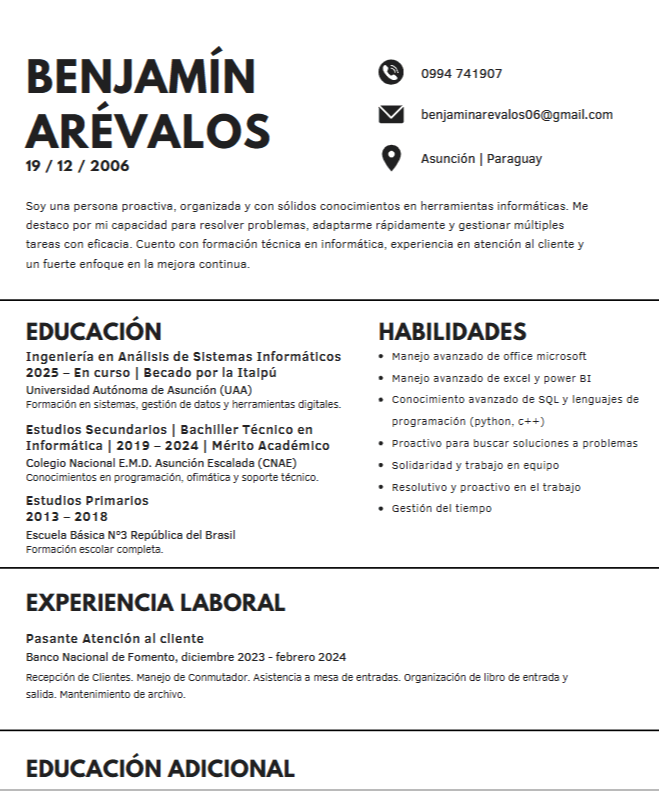 BENJAMÍN
ARÉVALOS
19 / 12 / 2006
0994 741907
benjaminarevalos06@gmail.com
Asunción | Paraguay
Soy una persona proactiva, organizada y con sólidos conocimientos en herramientas informáticas. Me
destaco por mi capacidad para resolver problemas, adaptarme rápidamente y gestionar múltiples
tareas con eficacia. Cuento con formación técnica en informática, experiencia en atención al cliente y
un fuerte enfoque en la mejora continua.
EDUCACIÓN
Ingeniería en Análisis de Sistemas Informáticos
2025 – En curso | Becado por la Itaipú
Universidad Autónoma de Asunción (UAA)
Formación en sistemas, gestión de datos y herramientas digitales.
Estudios Secundarios | Bachiller Técnico en
Informática | 2019 – 2024 | Mérito Académico
Colegio Nacional E.M.D. Asunción Escalada (CNAE)
Conocimientos en programación, ofimática y soporte técnico.
Estudios Primarios
2013 – 2018
Escuela Básica N°3 República del Brasil
Formación escolar completa.
HABILIDADES
• Manejo avanzado de office microsoft
• Manejo avanzado de excel y power BI
• Conocimiento avanzado de SQL y lenguajes de
programación (python, c++)
• Proactivo para buscar soluciones a problemas
• Solidaridad y trabajo en equipo
• Resolutivo y proactivo en el trabajo
• Gestión del tiempo
EXPERIENCIA LABORAL
Pasante Atención al cliente
Banco Nacional de Fomento, diciembre 2023 - febrero 2024
Recepción de Clientes. Manejo de Conmutador. Asistencia a mesa de entradas. Organización de libro de entrada y
salida. Mantenimiento de archivo.
EDUCACIÓN ADICIONAL